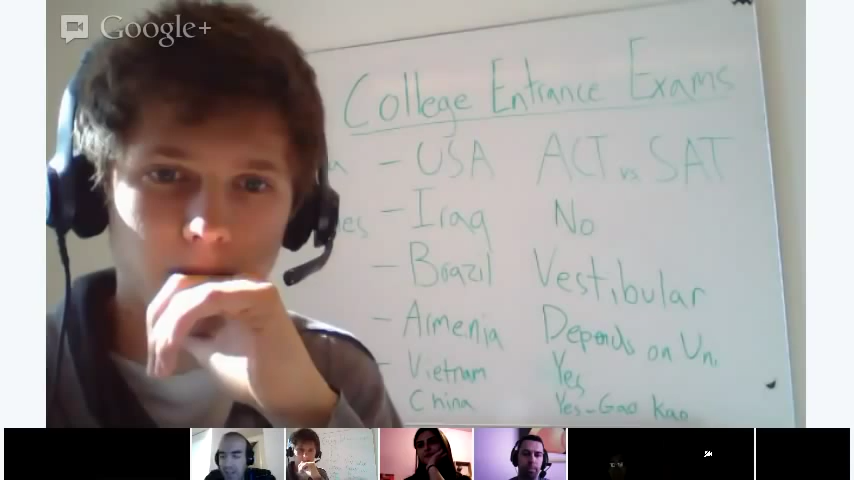 Google+
College Entrance Exams
- USA ACT vs. SAT
es - Iraq No
- Brazil Vestibular
- Armenia Depends on Uni.
- Vietnam Yes
China Yes - Gao Kao